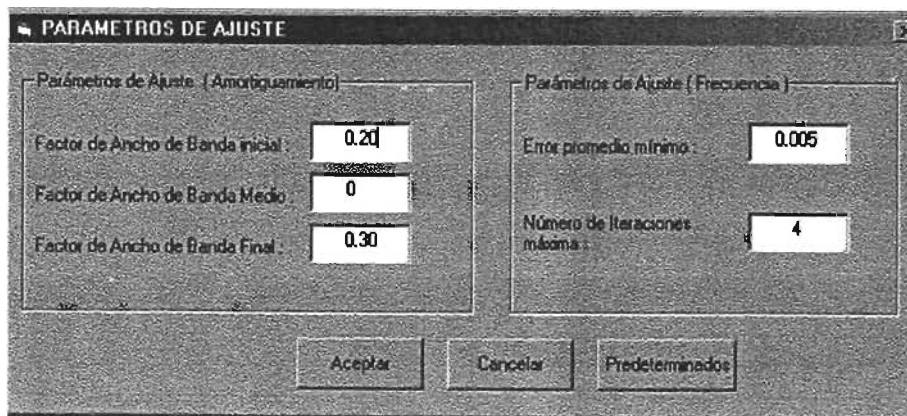 PARAMETROS DE AJUSTE
Parámetros de Ajuste (Amortiguamiento)
Factor de Ancho de Banda inicial : 0.20
Factor de Ancho de Banda Medio : 0
Factor de Ancho de Banda Final : 0.30
Parámetros de Ajuste ( Frecuencia )
Error promedio mínimo : 0.005
Número de Iteraciones
máxima : 4
Aceptar
Cancelar
Predeterminados